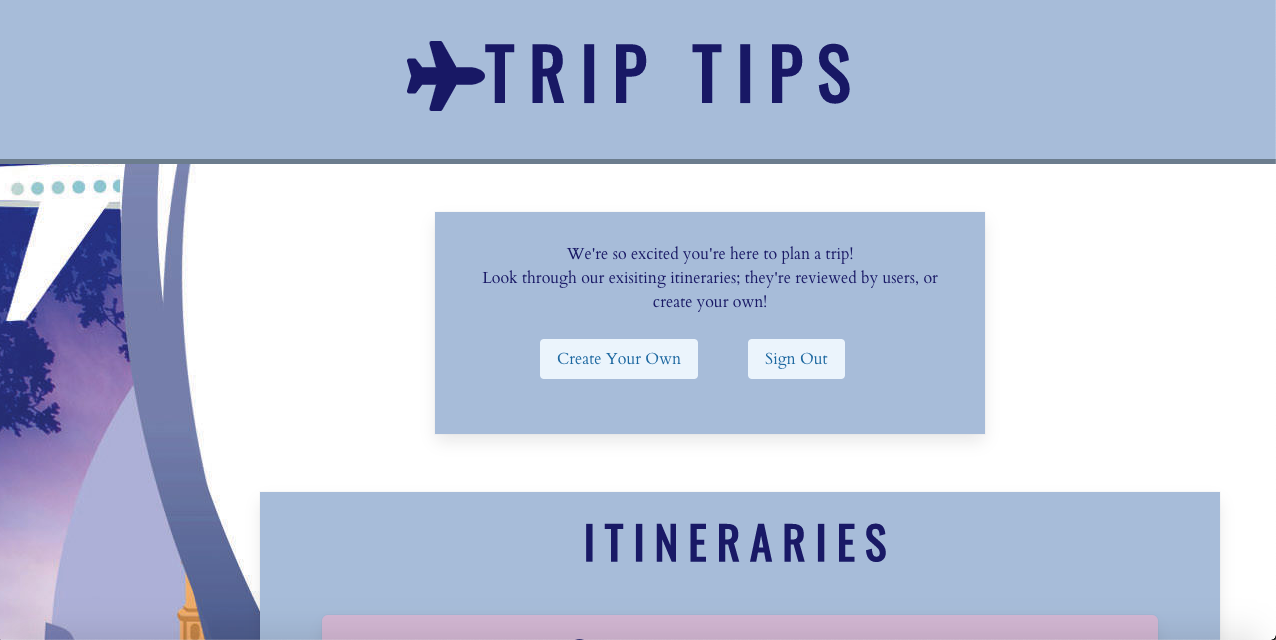 TRIP TIPS
We're so excited you're here to plan a trip!
Look through our exisiting itineraries; they're reviewed by users, or
create your own!
Create Your Own
Sign Out
ITINERARIES